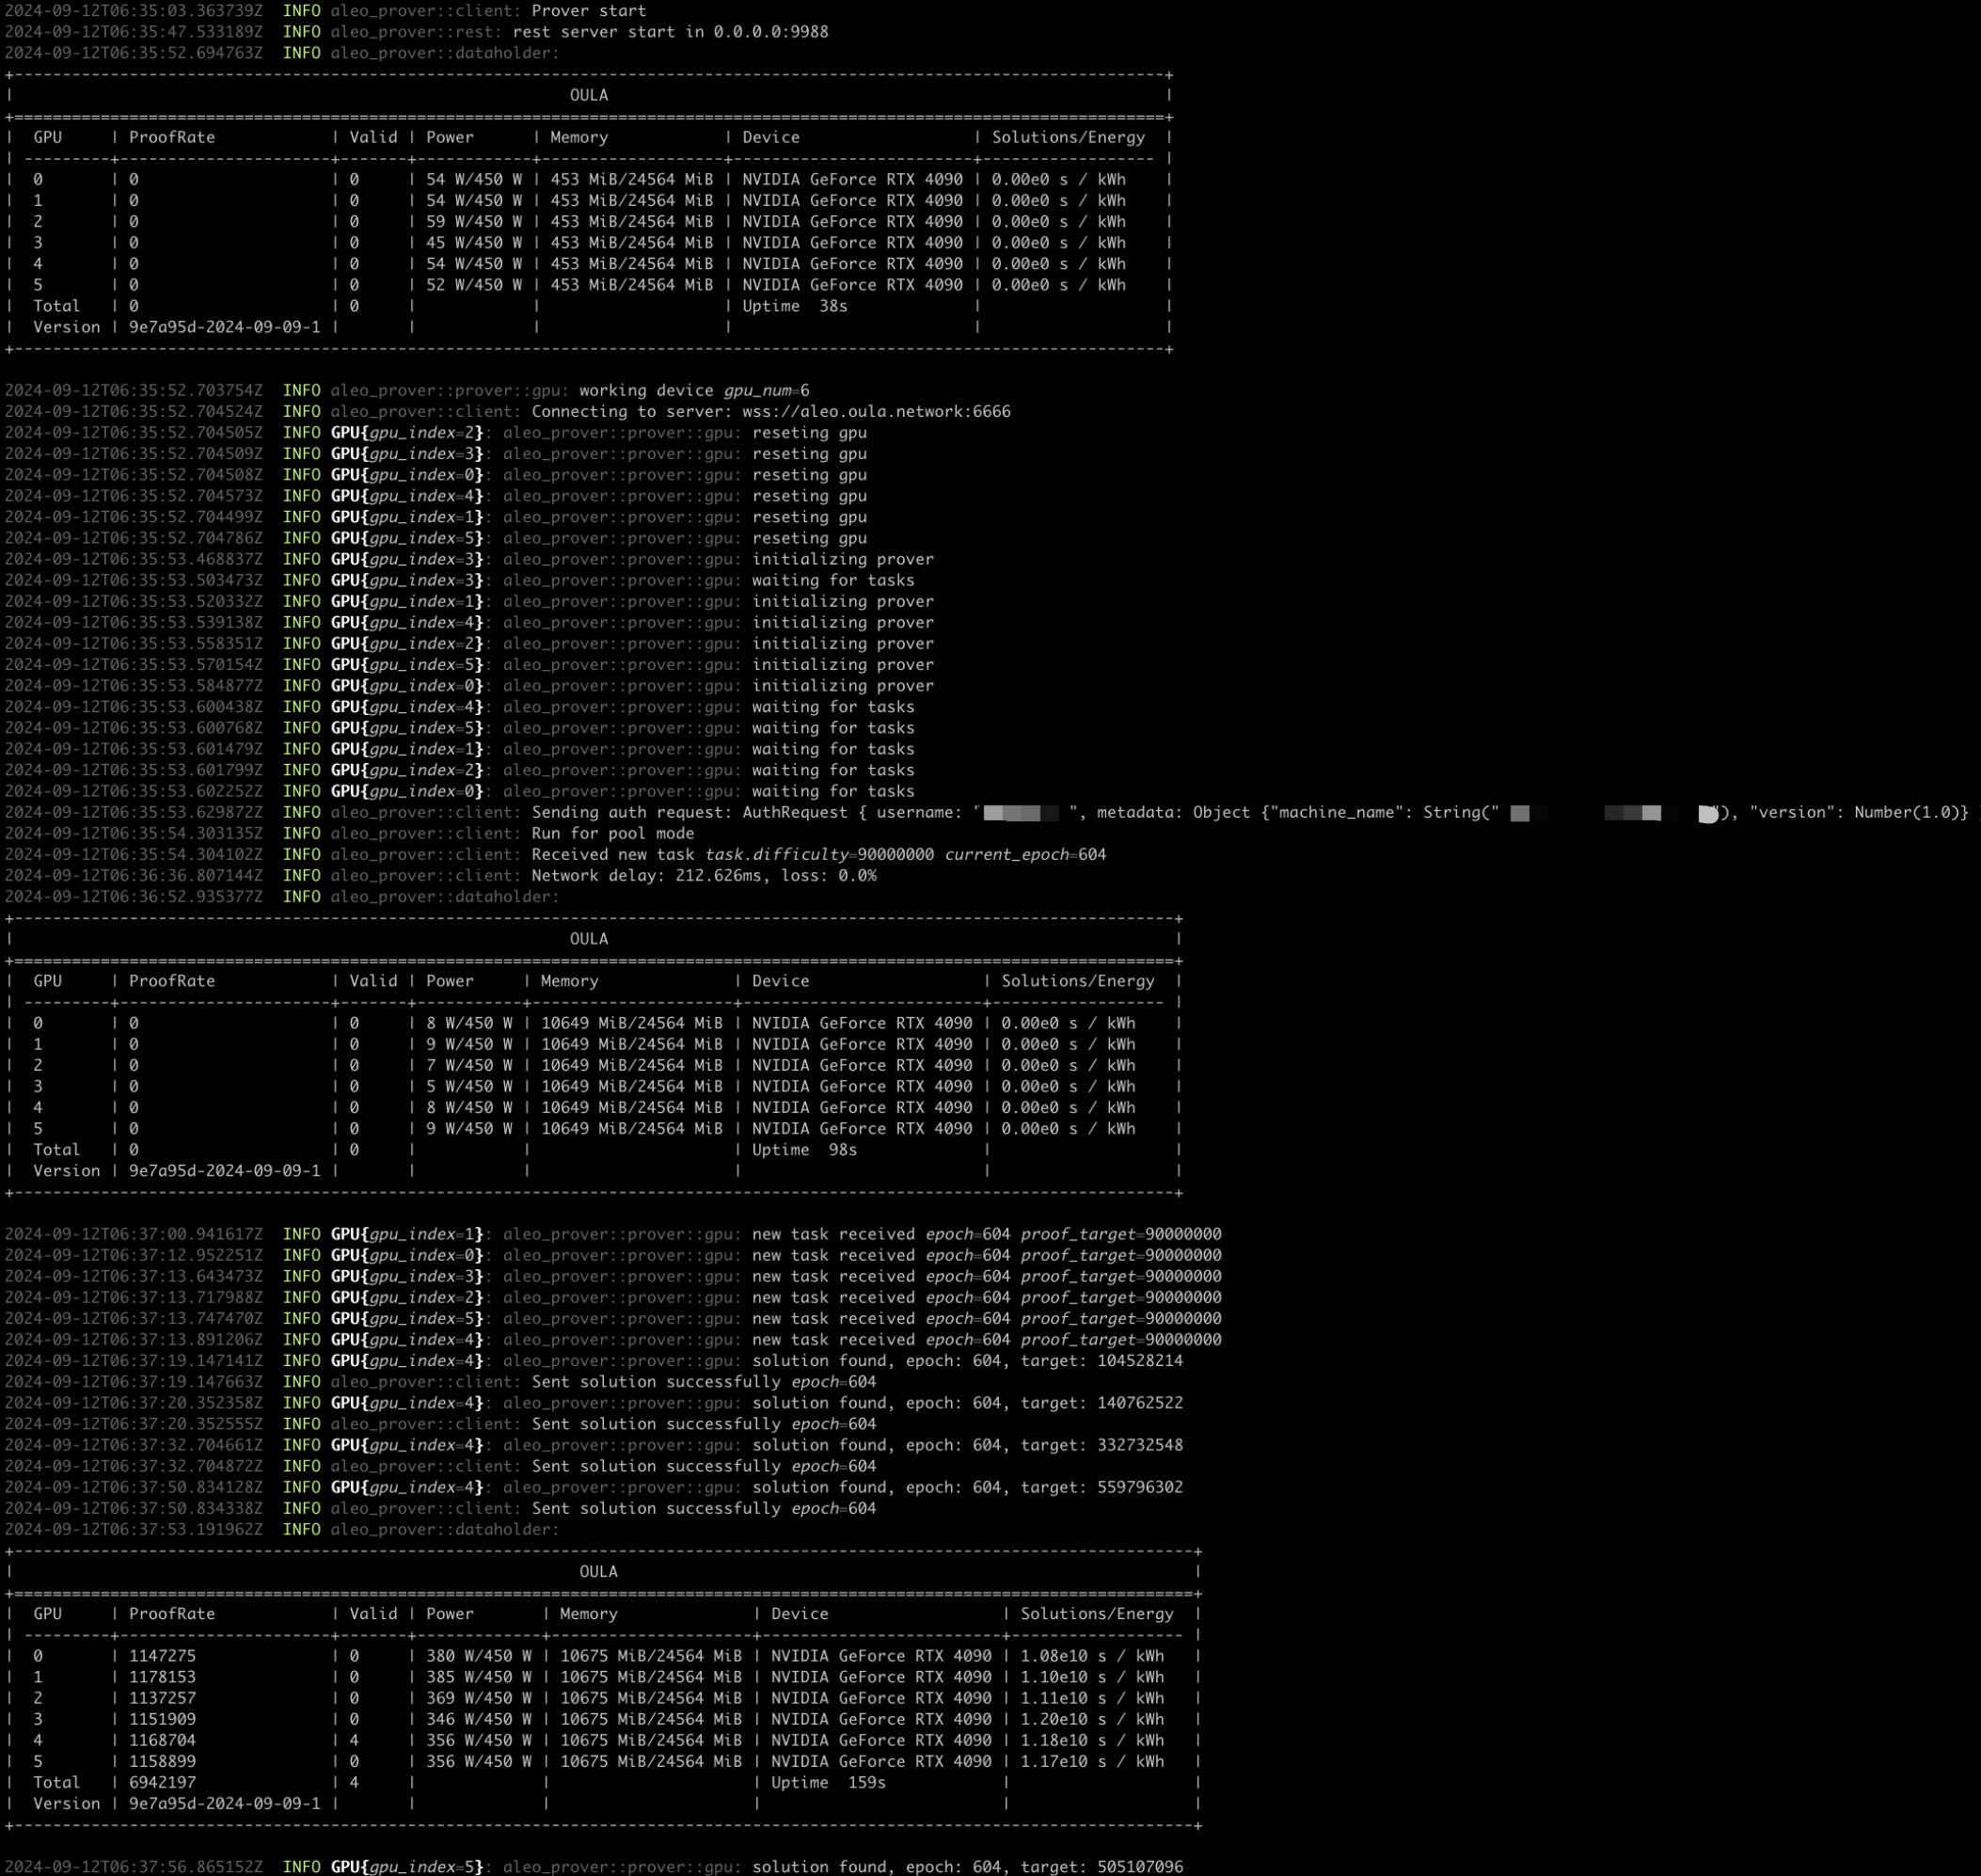 2024-09-12T06:35:03.363739Z  INFO aleo_prover::client: Prover start
2024-09-12T06:35:47.533189Z  INFO aleo_prover::rest: rest server start in 0.0.0.0:9988
2024-09-12T06:35:52.694763Z  INFO aleo_prover::dataholder:
OULA
| GPU | ProofRate | Valid | Power | Memory | Device | Solutions/Energy |
| 0 | 0 | 0 | 54 W/450 W | 453 MiB/24564 MiB | NVIDIA GeForce RTX 4090 | 0.00e0 s / kWh |
| 1 | 0 | 0 | 54 W/450 W | 453 MiB/24564 MiB | NVIDIA GeForce RTX 4090 | 0.00e0 s / kWh |
| 2 | 0 | 0 | 59 W/450 W | 453 MiB/24564 MiB | NVIDIA GeForce RTX 4090 | 0.00e0 s / kWh |
| 3 | 0 | 0 | 45 W/450 W | 453 MiB/24564 MiB | NVIDIA GeForce RTX 4090 | 0.00e0 s / kWh |
| 4 | 0 | 0 | 54 W/450 W | 453 MiB/24564 MiB | NVIDIA GeForce RTX 4090 | 0.00e0 s / kWh |
| 5 | 0 | 0 | 52 W/450 W | 453 MiB/24564 MiB | NVIDIA GeForce RTX 4090 | 0.00e0 s / kWh |
| Total | 0 | 0 | | | Uptime  38s | |
| Version | 9e7a95d-2024-09-09-1 | | | | | |
2024-09-12T06:35:52.703754Z  INFO aleo_prover::prover::gpu: working device gpu_num=6
2024-09-12T06:35:52.704524Z  INFO aleo_prover::client: Connecting to server: wss://aleo.oula.network:6666
2024-09-12T06:35:52.704505Z  INFO GPU{gpu_index=2}: aleo_prover::prover::gpu: reseting gpu
2024-09-12T06:35:52.704509Z  INFO GPU{gpu_index=3}: aleo_prover::prover::gpu: reseting gpu
2024-09-12T06:35:52.704508Z  INFO GPU{gpu_index=0}: aleo_prover::prover::gpu: reseting gpu
2024-09-12T06:35:52.704573Z  INFO GPU{gpu_index=4}: aleo_prover::prover::gpu: reseting gpu
2024-09-12T06:35:52.704499Z  INFO GPU{gpu_index=1}: aleo_prover::prover::gpu: reseting gpu
2024-09-12T06:35:52.704786Z  INFO GPU{gpu_index=5}: aleo_prover::prover::gpu: reseting gpu
2024-09-12T06:35:53.468837Z  INFO GPU{gpu_index=3}: aleo_prover::prover::gpu: initializing prover
2024-09-12T06:35:53.503473Z  INFO GPU{gpu_index=3}: aleo_prover::prover::gpu: waiting for tasks
2024-09-12T06:35:53.520332Z  INFO GPU{gpu_index=1}: aleo_prover::prover::gpu: initializing prover
2024-09-12T06:35:53.539138Z  INFO GPU{gpu_index=4}: aleo_prover::prover::gpu: initializing prover
2024-09-12T06:35:53.558351Z  INFO GPU{gpu_index=2}: aleo_prover::prover::gpu: initializing prover
2024-09-12T06:35:53.570154Z  INFO GPU{gpu_index=5}: aleo_prover::prover::gpu: initializing prover
2024-09-12T06:35:53.584877Z  INFO GPU{gpu_index=0}: aleo_prover::prover::gpu: initializing prover
2024-09-12T06:35:53.600438Z  INFO GPU{gpu_index=4}: aleo_prover::prover::gpu: waiting for tasks
2024-09-12T06:35:53.600768Z  INFO GPU{gpu_index=5}: aleo_prover::prover::gpu: waiting for tasks
2024-09-12T06:35:53.601479Z  INFO GPU{gpu_index=1}: aleo_prover::prover::gpu: waiting for tasks
2024-09-12T06:35:53.601799Z  INFO GPU{gpu_index=2}: aleo_prover::prover::gpu: waiting for tasks
2024-09-12T06:35:53.602252Z  INFO GPU{gpu_index=0}: aleo_prover::prover::gpu: waiting for tasks
2024-09-12T06:35:53.629872Z  INFO aleo_prover::client: Sending auth request: AuthRequest { username: " ", metadata: Object {"machine_name": String(" "), "version": Number(1.0)}
2024-09-12T06:35:54.303135Z  INFO aleo_prover::client: Run for pool mode
2024-09-12T06:35:54.304102Z  INFO aleo_prover::client: Received new task task.difficulty=90000000 current_epoch=604
2024-09-12T06:36:36.807144Z  INFO aleo_prover::client: Network delay: 212.626ms, loss: 0.0%
2024-09-12T06:36:52.935377Z  INFO aleo_prover::dataholder:
OULA
| GPU | ProofRate | Valid | Power | Memory | Device | Solutions/Energy |
| 0 | 0 | 0 | 8 W/450 W | 10649 MiB/24564 MiB | NVIDIA GeForce RTX 4090 | 0.00e0 s / kWh |
| 1 | 0 | 0 | 9 W/450 W | 10649 MiB/24564 MiB | NVIDIA GeForce RTX 4090 | 0.00e0 s / kWh |
| 2 | 0 | 0 | 7 W/450 W | 10649 MiB/24564 MiB | NVIDIA GeForce RTX 4090 | 0.00e0 s / kWh |
| 3 | 0 | 0 | 5 W/450 W | 10649 MiB/24564 MiB | NVIDIA GeForce RTX 4090 | 0.00e0 s / kWh |
| 4 | 0 | 0 | 8 W/450 W | 10649 MiB/24564 MiB | NVIDIA GeForce RTX 4090 | 0.00e0 s / kWh |
| 5 | 0 | 0 | 9 W/450 W | 10649 MiB/24564 MiB | NVIDIA GeForce RTX 4090 | 0.00e0 s / kWh |
| Total | 0 | 0 | | | Uptime  98s | |
| Version | 9e7a95d-2024-09-09-1 | | | | | |
2024-09-12T06:37:00.941617Z  INFO GPU{gpu_index=1}: aleo_prover::prover::gpu: new task received epoch=604 proof_target=90000000
2024-09-12T06:37:12.952251Z  INFO GPU{gpu_index=0}: aleo_prover::prover::gpu: new task received epoch=604 proof_target=90000000
2024-09-12T06:37:13.643473Z  INFO GPU{gpu_index=3}: aleo_prover::prover::gpu: new task received epoch=604 proof_target=90000000
2024-09-12T06:37:13.717988Z  INFO GPU{gpu_index=2}: aleo_prover::prover::gpu: new task received epoch=604 proof_target=90000000
2024-09-12T06:37:13.747470Z  INFO GPU{gpu_index=5}: aleo_prover::prover::gpu: new task received epoch=604 proof_target=90000000
2024-09-12T06:37:13.891206Z  INFO GPU{gpu_index=4}: aleo_prover::prover::gpu: new task received epoch=604 proof_target=90000000
2024-09-12T06:37:19.147141Z  INFO GPU{gpu_index=4}: aleo_prover::prover::gpu: solution found, epoch: 604, target: 104528214
2024-09-12T06:37:19.147663Z  INFO aleo_prover::client: Sent solution successfully epoch=604
2024-09-12T06:37:20.352358Z  INFO GPU{gpu_index=4}: aleo_prover::prover::gpu: solution found, epoch: 604, target: 140762522
2024-09-12T06:37:20.352555Z  INFO aleo_prover::client: Sent solution successfully epoch=604
2024-09-12T06:37:32.704661Z  INFO GPU{gpu_index=4}: aleo_prover::prover::gpu: solution found, epoch: 604, target: 332732548
2024-09-12T06:37:32.704872Z  INFO aleo_prover::client: Sent solution successfully epoch=604
2024-09-12T06:37:50.834128Z  INFO GPU{gpu_index=4}: aleo_prover::prover::gpu: solution found, epoch: 604, target: 559796302
2024-09-12T06:37:50.834338Z  INFO aleo_prover::client: Sent solution successfully epoch=604
2024-09-12T06:37:53.191962Z  INFO aleo_prover::dataholder:
OULA
| GPU | ProofRate | Valid | Power | Memory | Device | Solutions/Energy |
| 0 | 1147275 | 0 | 380 W/450 W | 10675 MiB/24564 MiB | NVIDIA GeForce RTX 4090 | 1.08e10 s / kWh |
| 1 | 1178153 | 0 | 385 W/450 W | 10675 MiB/24564 MiB | NVIDIA GeForce RTX 4090 | 1.10e10 s / kWh |
| 2 | 1137257 | 0 | 369 W/450 W | 10675 MiB/24564 MiB | NVIDIA GeForce RTX 4090 | 1.11e10 s / kWh |
| 3 | 1151909 | 0 | 346 W/450 W | 10675 MiB/24564 MiB | NVIDIA GeForce RTX 4090 | 1.20e10 s / kWh |
| 4 | 1168704 | 4 | 356 W/450 W | 10675 MiB/24564 MiB | NVIDIA GeForce RTX 4090 | 1.18e10 s / kWh |
| 5 | 1158899 | 0 | 356 W/450 W | 10675 MiB/24564 MiB | NVIDIA GeForce RTX 4090 | 1.17e10 s / kWh |
| Total | 6942197 | 4 | | | Uptime  159s | |
| Version | 9e7a95d-2024-09-09-1 | | | | | |
2024-09-12T06:37:56.865152Z  INFO GPU{gpu_index=5}: aleo_prover::prover::gpu: solution found, epoch: 604, target: 505107096